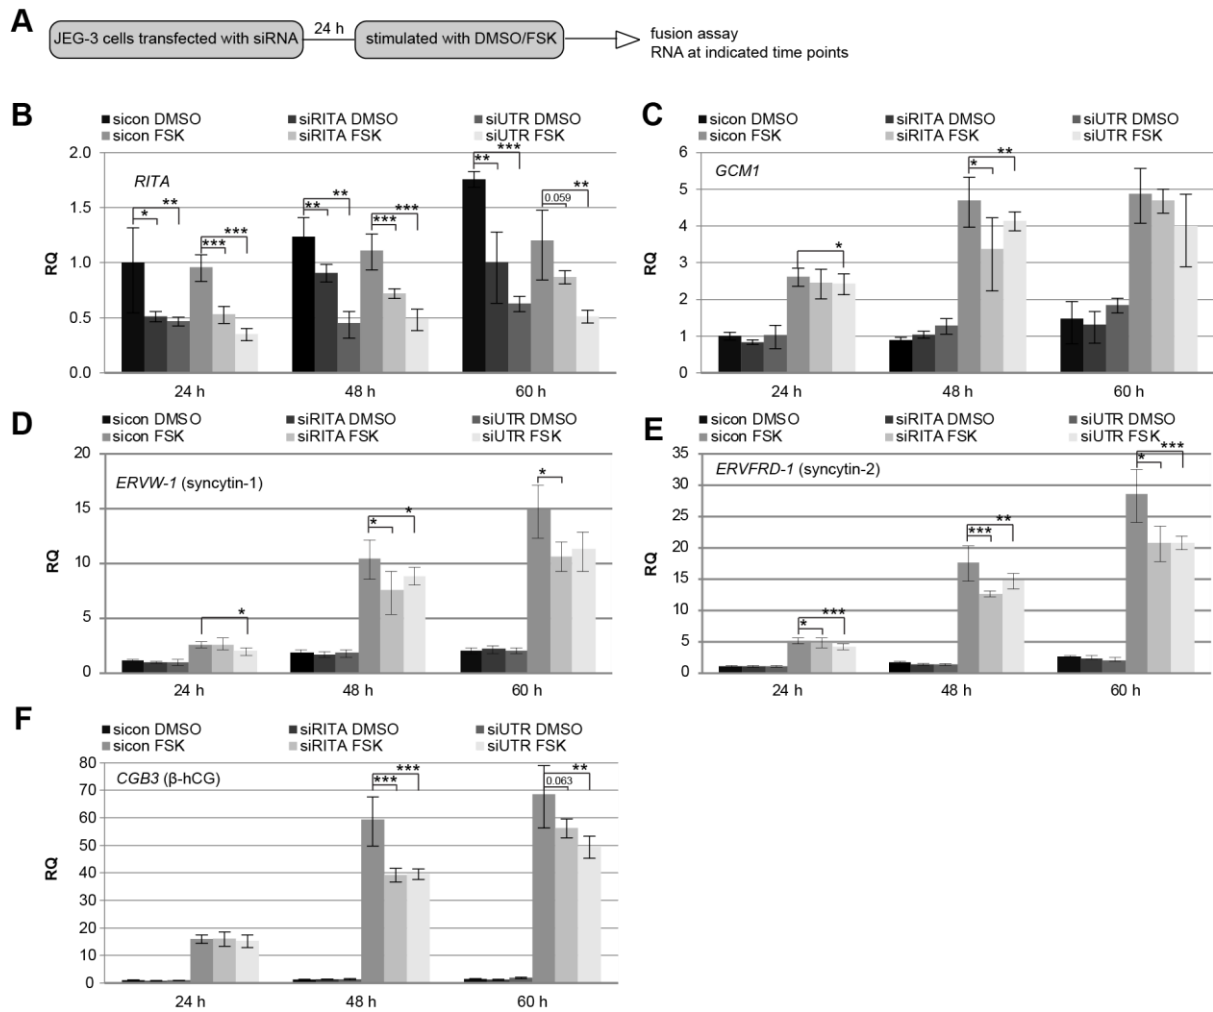 A
JEG-3 cells transfected with siRNA
24 h
stimulated with DMSO/FSK
fusion assay
RNA at indicated time points
B
sicon DMSO siRITA DMSO siUTR DMSO
sicon FSK siRITA FSK siUTR FSK
RITA
RQ
2.0
1.5
1.0
0.5
0.0
* ** *** ***
** ** *** ***
** *** 0.059 **
24 h 48 h 60 h
C
sicon DMSO siRITA DMSO siUTR DMSO
sicon FSK siRITA FSK siUTR FSK
GCM1
RQ
6
5
4
3
2
1
0
*
* **
24 h 48 h 60 h
D
sicon DMSO siRITA DMSO siUTR DMSO
sicon FSK siRITA FSK siUTR FSK
ERVW-1 (syncytin-1)
RQ
20
15
10
5
0
*
* *
*
24 h 48 h 60 h
E
sicon DMSO siRITA DMSO siUTR DMSO
sicon FSK siRITA FSK siUTR FSK
ERVFRD-1 (syncytin-2)
RQ
35
30
25
20
15
10
5
0
* ***
*** **
* ***
24 h 48 h 60 h
F
sicon DMSO siRITA DMSO siUTR DMSO
sicon FSK siRITA FSK siUTR FSK
CGB3 (β-hCG)
RQ
80
70
60
50
40
30
20
10
0
*** ***
0.063 **
24 h 48 h 60 h